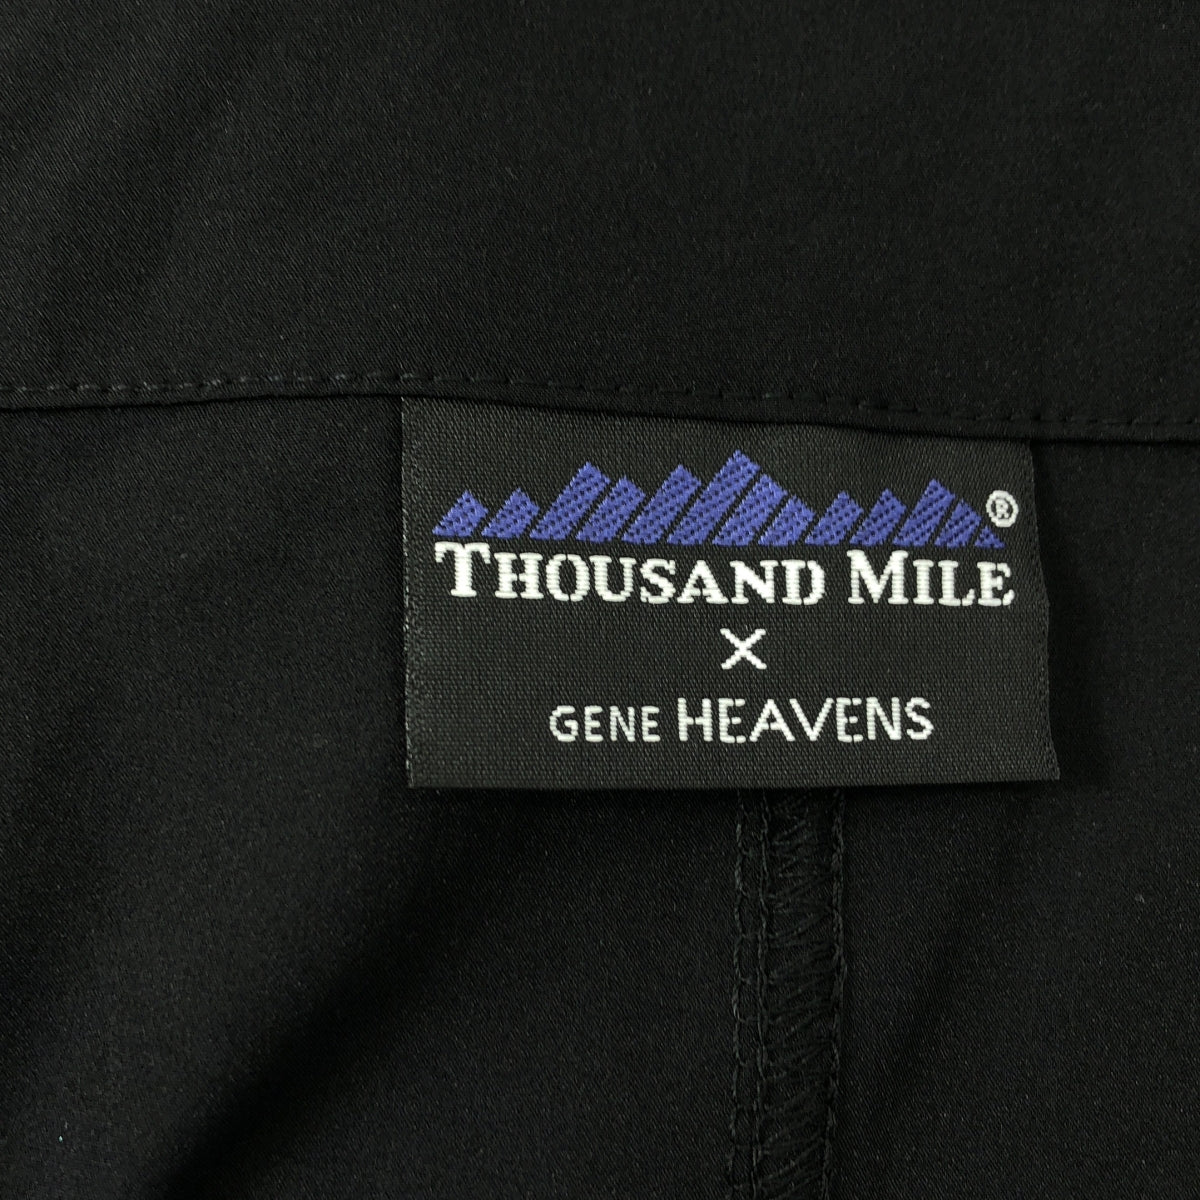 ®
THOUSAND MILE
X
GENE HEAVENS